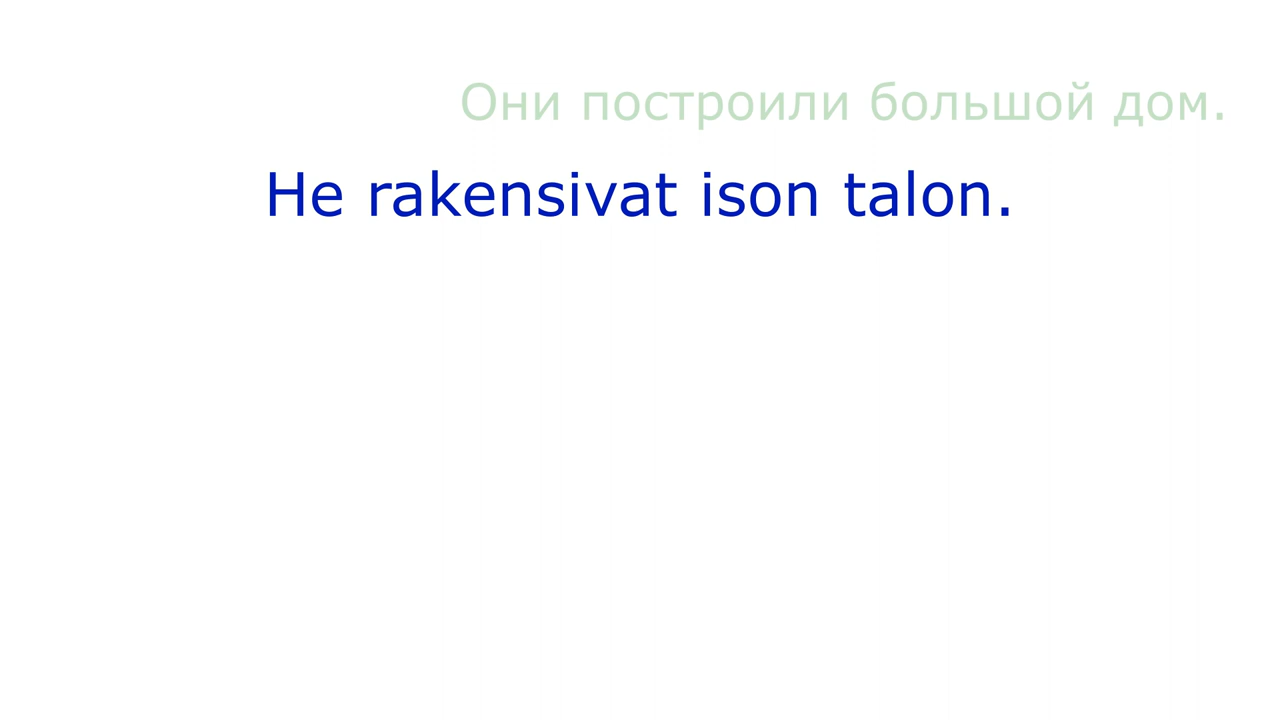 Они построили большой дом.
He rakensivat ison talon.